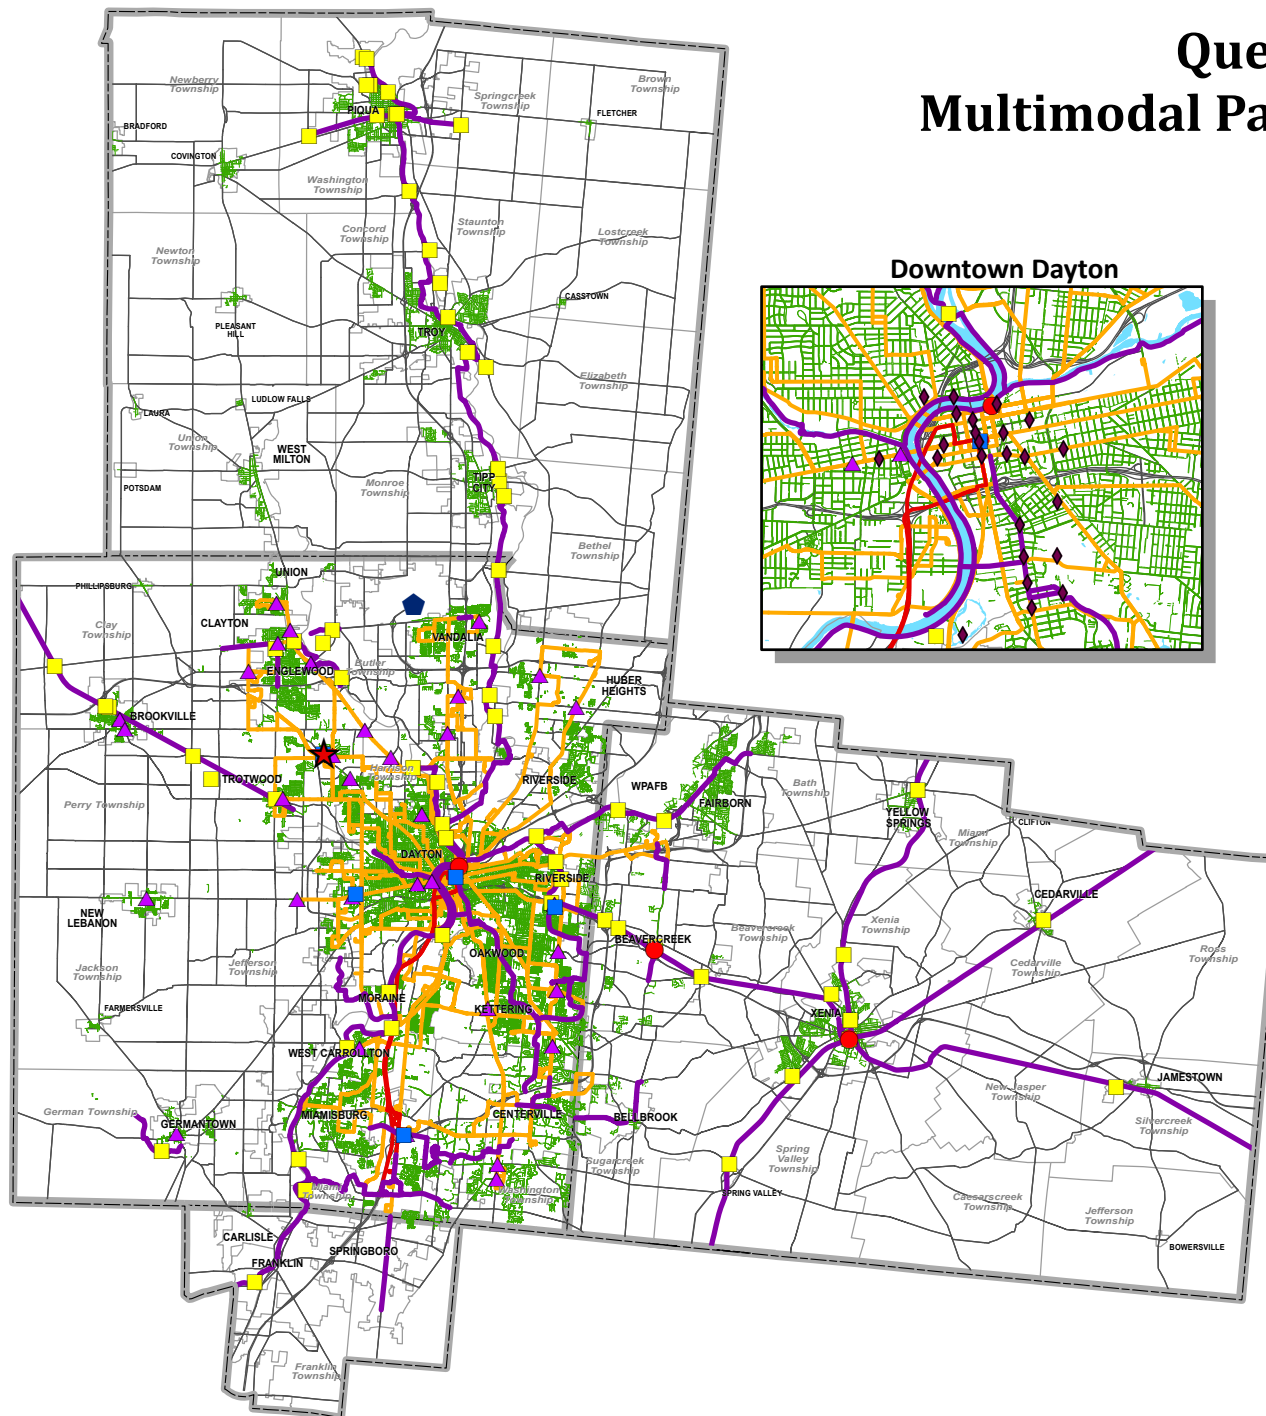 Que
Multimodal Pa
Downtown Dayton
Newberry
Township
Brown
Township
Springcreek
Township
PIQUA
FLETCHER
BRADFORD
COVINGTON
Washington
Township
Staunton
Township
Concord
Township
Lostcreek
Township
Newton
Township
CASSTOWN
PLEASANT
HILL
TROY
Elizabeth
Township
LUDLOW FALLS
LAURA
Union
Township
WEST
MILTON
TIPP
CITY
Monroe
Township
POTSDAM
Bethel
Township
UNION
PHILLIPSBURG
Clay
Township
CLAYTON
VANDALIA
Butler
Township
ENGLEWOOD
HUBER
HEIGHTS
BROOKVILLE
Harrison
Township
TROTWOOD
RIVERSIDE
WPAFB
Bath
Township
Perry Township
FAIRBORN
YELLOW
SPRINGS
CLIFTON
Miami
Township
DAYTON
RIVERSIDE
CEDARVILLE
NEW
LEBANON
Xenia
Township
Beavercreek
Township
BEAVERCREEK
OAKWOOD
Ross
Township
Jackson
Township
Jefferson
Township
Cedarville
Township
MORAINE
FARMERSVILLE
KETTERING
XENIA
WEST CARROLLTON
JAMESTOWN
New Jasper
Township
German Township
GERMANTOWN
MIAMISBURG
CENTERVILLE
BELLBROOK
Silvercreek
Township
Spring
Valley
Township
Sugarcreek
Township
Miami
Township
Washington
Township
SPRING VALLEY
Caesarscreek
Township
Jefferson
Township
CARLISLE
SPRINGBORO
FRANKLIN
BOWERSVILLE
Franklin
Township